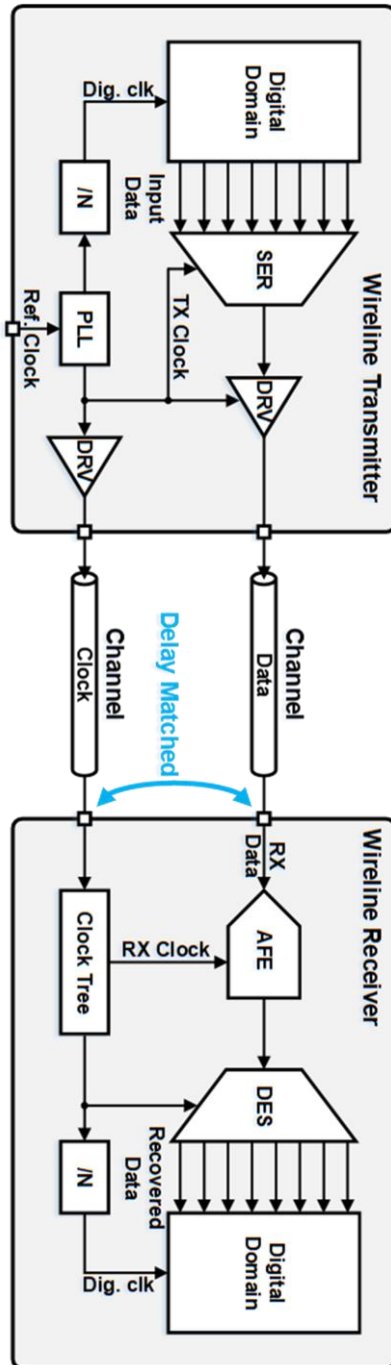 Wireline Transmitter
Digital
Domain
Input
Data
SER
DRV
TX Clock
Dig. clk
/N
PLL
Ref. Clock
DRV
Channel
Data
Delay Matched
Channel
Clock
Wireline Receiver
RX
Data
AFE
DES
Recovered
Data
Digital
Domain
RX Clock
Clock Tree
/N
Dig. clk